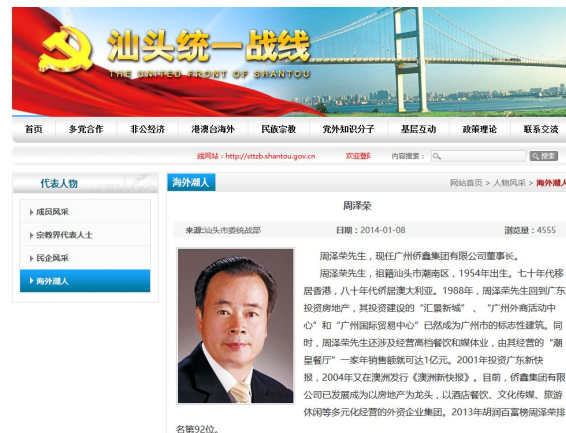 汕头统一战线
THE UNITED FRONT OF SHANTOU
首页 多党合作 非公经济 港澳台海外 民族宗教 党外知识分子 基层互动 政策理论 联系交流
线网站：http://sttzb.shantou.gov.cn 欢迎登 内容搜索： 搜索
代表人物
成员风采
宗教界代表人士
民企风采
海外潮人
海外潮人
网站首页 > 人物风采 > 海外潮人
周泽荣
来源:汕头市委统战部 日期：2014-01-08 浏览量：4555
周泽荣先生，现任广州侨鑫集团有限公司董事长。
周泽荣先生，祖籍汕头市潮南区，1954年出生。七十年代移
居香港，八十年代侨居澳大利亚。1988年，周泽荣先生回到广东
投资房地产，其投资建设的“汇景新城”、“广州外商活动中
心”和“广州国际贸易中心”已然成为广州市的标志性建筑。同
时，周泽荣先生还涉及经营高档餐饮和媒体业，由其经营的“潮
皇餐厅”一家年销售额就可达1亿元。2001年投资广东新快
报，2004年又在澳洲发行《澳洲新快报》。目前，侨鑫集团有限
公司已发展成为以房地产为龙头，以酒店餐饮、文化传媒、旅游
休闲等多元化经营的外资企业集团。2013年胡润百富榜周泽荣排
名第92位。